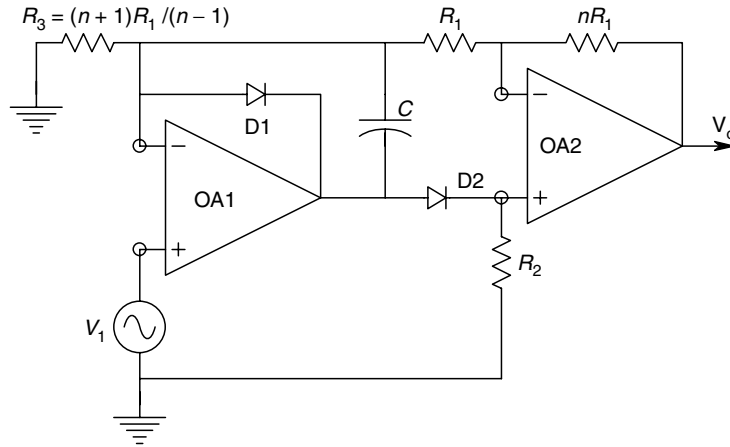 R3 = (n + 1)R1 /(n − 1)
R1
nR1
−
D1
C
OA1
−
+
OA2
Vo
D2
+
R2
V1